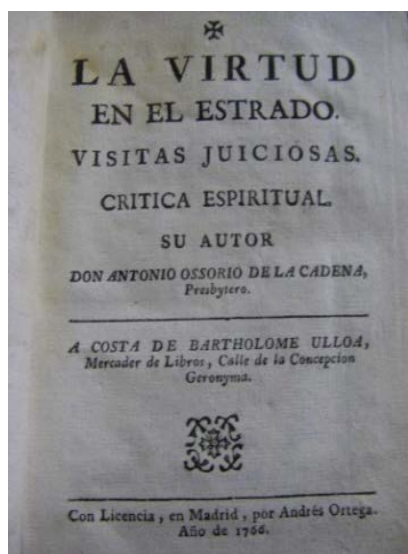 LA VIRTUD
EN EL ESTRADO.
VISITAS JUICIOSAS.
CRITICA ESPIRITUAL.
SU AUTOR
DON ANTONIO OSSORIO DE LA CADENA,
Presbytero.
A COSTA DE BARTHOLOME ULLOA,
Mercader de Libros, Calle de la Concepcion
Geronyma.
Con Licencia, en Madrid, por Andrés Ortega.
Año de 1766.